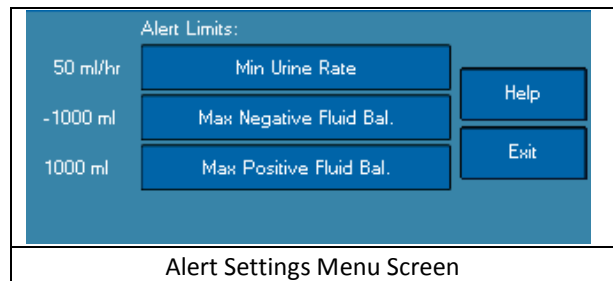 Alert Limits:
50 ml/hr Min Urine Rate
Help
-1000 ml Max Negative Fluid Bal.
Exit
1000 ml Max Positive Fluid Bal.
Alert Settings Menu Screen